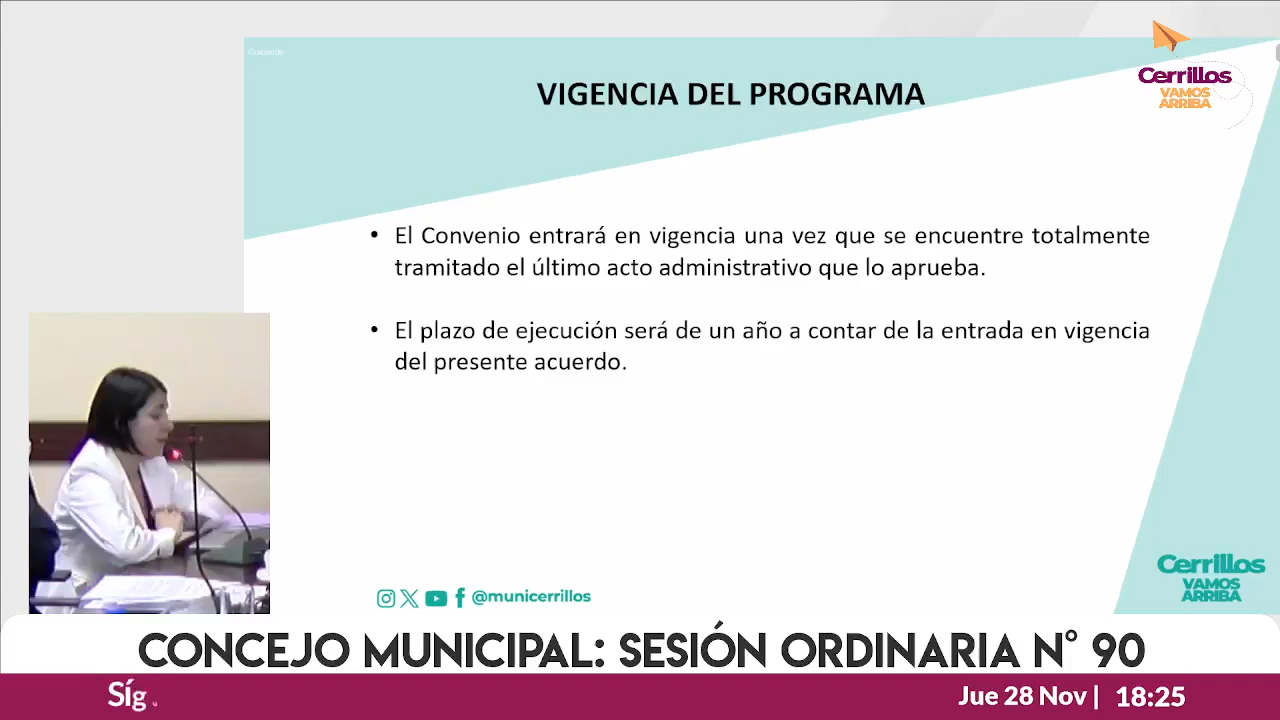 Grabando
Cerrillos
VAMOS
ARRIBA
VIGENCIA DEL PROGRAMA
• El Convenio entrará en vigencia una vez que se encuentre totalmente
tramitado el último acto administrativo que lo aprueba.
• El plazo de ejecución será de un año a contar de la entrada en vigencia
del presente acuerdo.
Cerrillos
VAMOS
ARRIBA
@municerrillos
CONCEJO MUNICIPAL: SESIÓN ORDINARIA N° 90
Síg
Jue 28 Nov | 18:25